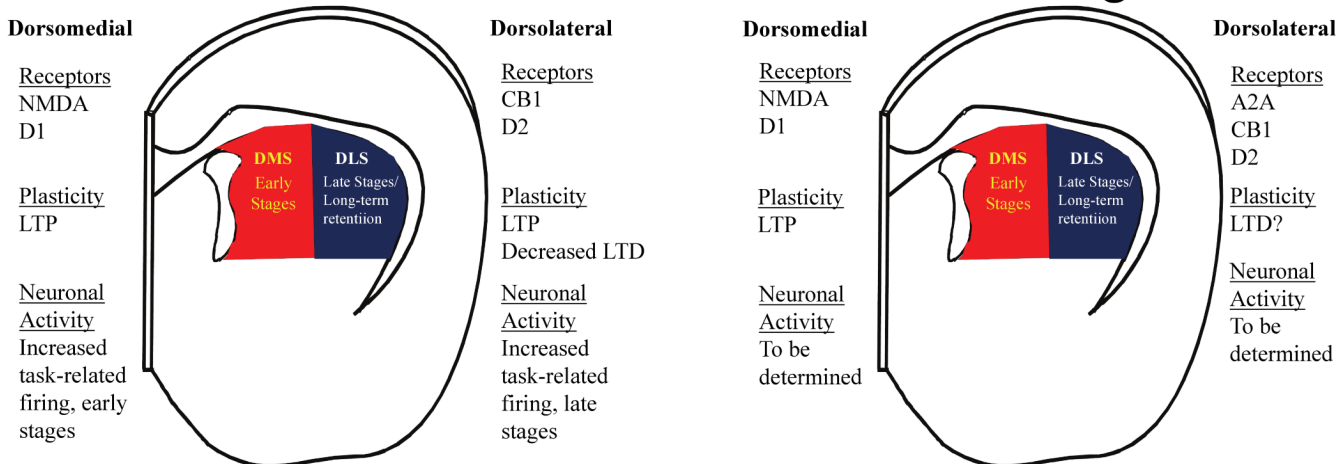 Dorsomedial
Receptors
NMDA
D1
Plasticity
LTP
Neuronal
Activity
Increased
task-related
firing, early
stages
DMS
Early
Stages
DLS
Late Stages/
Long-term
retentiion
Dorsolateral
Receptors
CB1
D2
Plasticity
LTP
Decreased LTD
Neuronal
Activity
Increased
task-related
firing, late
stages
Dorsomedial
Receptors
NMDA
D1
Plasticity
LTP
Neuronal
Activity
To be
determined
DMS
Early
Stages
DLS
Late Stages/
Long-term
retentiion
Dorsolateral
Receptors
A2A
CB1
D2
Plasticity
LTD?
Neuronal
Activity
To be
determined